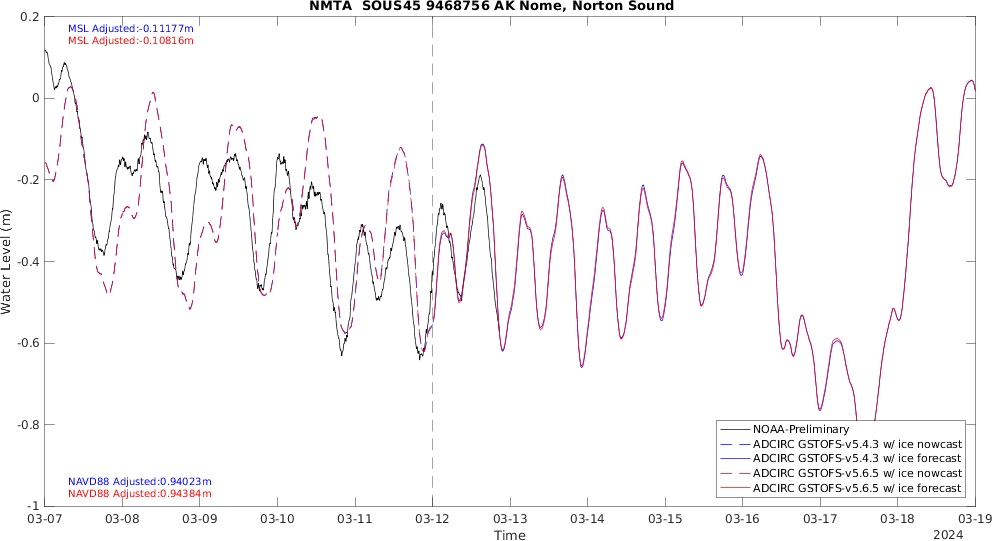 NMTA  SOUS45 9468756 AK Nome, Norton Sound
MSL Adjusted:-0.11177m
MSL Adjusted:-0.10816m
0.2
0
-0.2
-0.4
-0.6
-0.8
-1
Water Level (m)
NAVD88 Adjusted:0.94023m
NAVD88 Adjusted:0.94384m
NOAA-Preliminary
ADCIRC GSTOFS-v5.4.3 w/ ice nowcast
ADCIRC GSTOFS-v5.4.3 w/ ice forecast
ADCIRC GSTOFS-v5.6.5 w/ ice nowcast
ADCIRC GSTOFS-v5.6.5 w/ ice forecast
03-07 03-08 03-09 03-10 03-11 03-12 03-13 03-14 03-15 03-16 03-17 03-18 03-19
Time
2024